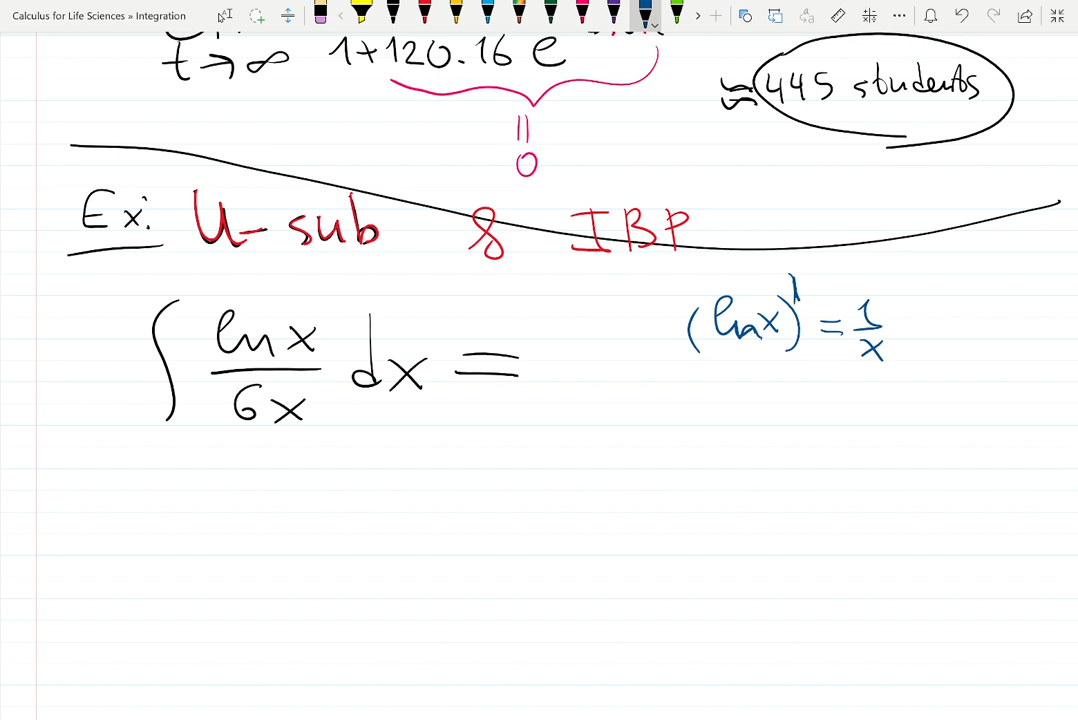 Calculus for Life Sciences » Integration
t→∞ 1+120.16 e
≈ 445 students
||
0
Ex: U-sub & IBP
∫ ln x / 6x dx =
(ln x)' = 1/x